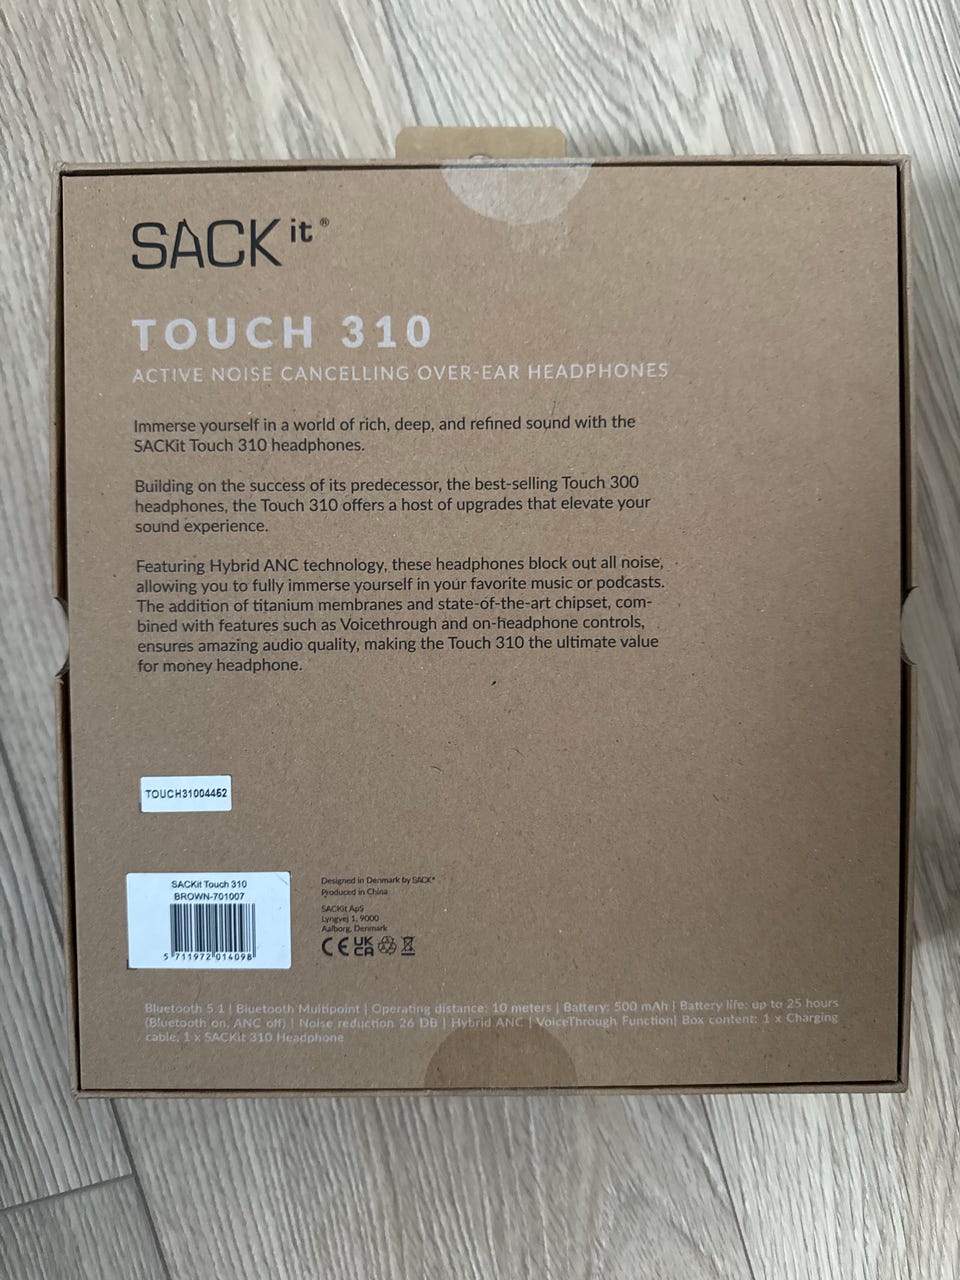 SACKit®
TOUCH 310
ACTIVE NOISE CANCELLING OVER-EAR HEADPHONES
Immerse yourself in a world of rich, deep, and refined sound with the
SACKit Touch 310 headphones.
Building on the success of its predecessor, the best-selling Touch 300
headphones, the Touch 310 offers a host of upgrades that elevate your
sound experience.
Featuring Hybrid ANC technology, these headphones block out all noise,
allowing you to fully immerse yourself in your favorite music or podcasts.
The addition of titanium membranes and state-of-the-art chipset, com-
bined with features such as Voicethrough and on-headphone controls,
ensures amazing audio quality, making the Touch 310 the ultimate value
for money headphone.
TOUCH31004452
SACKit Touch 310
BROWN-701007
5 711972 014098
Designed in Denmark by SACK®
Produced in China
SACKit ApS
Lyngvej 1, 9000
Aalborg, Denmark
CE UK CA
Bluetooth 5.1 | Bluetooth Multipoint | Operating distance: 10 meters | Battery: 500 mAh | Battery life: up to 25 hours
(Bluetooth on, ANC off) | Noise reduction 26 DB | Hybrid ANC | VoiceThrough Function| Box content: 1 x Charging
cable, 1 x SACKit 310 Headphone